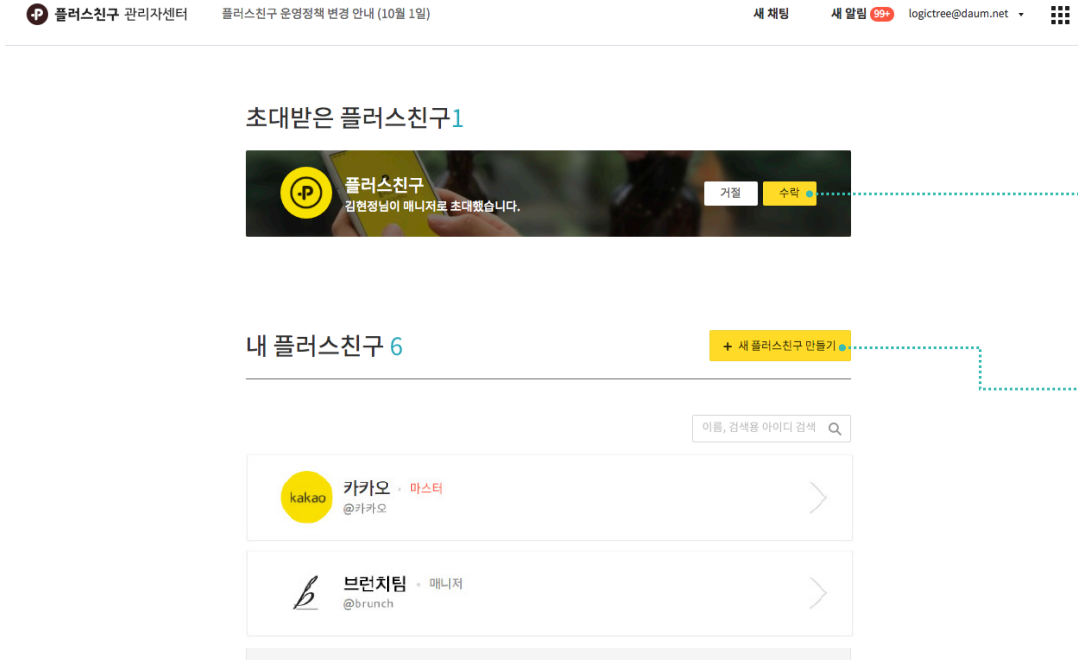 플러스친구 관리자센터 플러스친구 운영정책 변경 안내 (10월 1일) 새 채팅 새 알림 99+ logictree@daum.net
초대받은 플러스친구1
플러스친구
김현정님이 매니저로 초대했습니다.
거절 수락
내 플러스친구 6
+ 새 플러스친구 만들기
이름, 검색용 아이디 검색
kakao
카카오 · 마스터
@카카오
b
브런치팀 · 매니저
@brunch